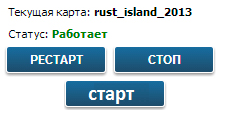 Текущая карта: rust_island_2013
Статус: Работает
РЕСТАРТ СТОП
старт